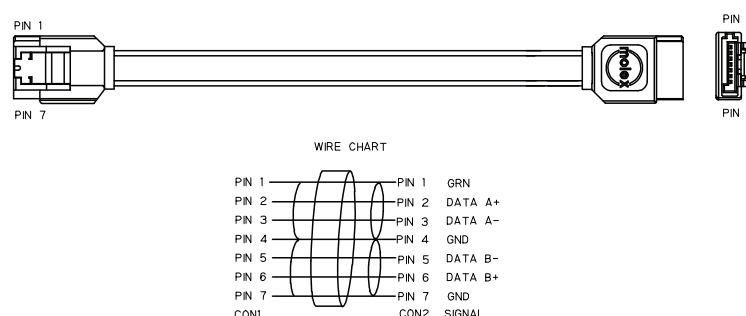 PIN 1
PIN
molex
PIN 7
PIN
WIRE CHART
PIN 1 PIN 1 GRN
PIN 2 PIN 2 DATA A+
PIN 3 PIN 3 DATA A-
PIN 4 PIN 4 GND
PIN 5 PIN 5 DATA B-
PIN 6 PIN 6 DATA B+
PIN 7 PIN 7 GND
CON1 CON2 SIGNAL